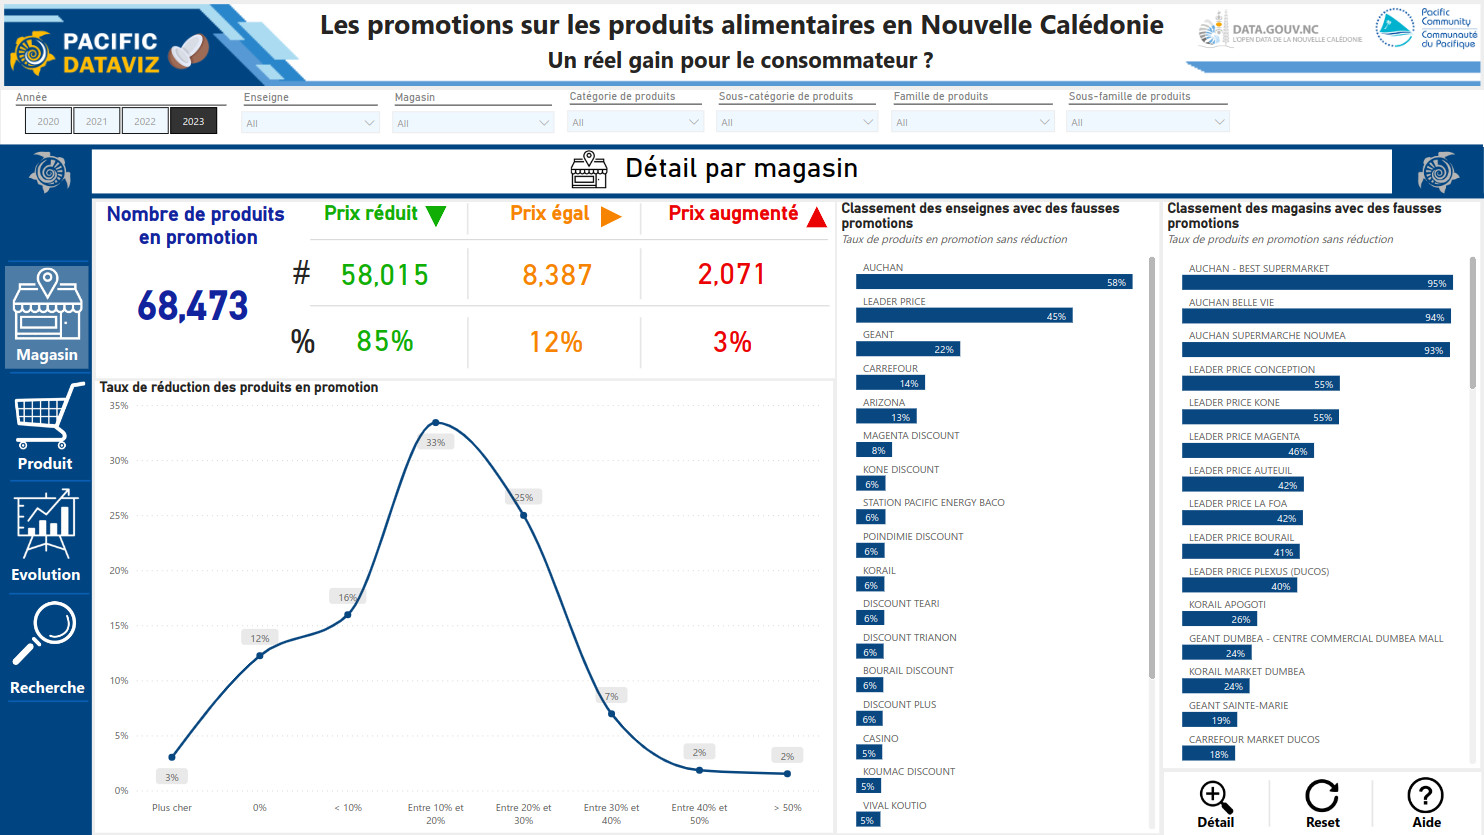 PACIFIC
DATAVIZ
Les promotions sur les produits alimentaires en Nouvelle Calédonie
Un réel gain pour le consommateur ?
DATA.GOUV.NC
L'OPEN DATA DE LA NOUVELLE CALÉDONIE
Pacific
Community
Communauté
du Pacifique
Année
2020
2021
2022
2023
Enseigne
All
Magasin
All
Catégorie de produits
All
Sous-catégorie de produits
All
Famille de produits
All
Sous-famille de produits
All
Détail par magasin
Magasin
Produit
Evolution
Recherche
Nombre de produits
en promotion
68,473
Prix réduit
Prix égal
Prix augmenté
#
58,015
8,387
2,071
%
85%
12%
3%
Taux de réduction des produits en promotion
35%
30%
25%
20%
15%
10%
5%
0%
3%
12%
16%
33%
25%
7%
2%
2%
Plus cher
0%
< 10%
Entre 10% et
20%
Entre 20% et
30%
Entre 30% et
40%
Entre 40% et
50%
> 50%
Classement des enseignes avec des fausses
promotions
Taux de produits en promotion sans réduction
AUCHAN
58%
LEADER PRICE
45%
GEANT
22%
CARREFOUR
14%
ARIZONA
13%
MAGENTA DISCOUNT
8%
KONE DISCOUNT
6%
STATION PACIFIC ENERGY BACO
6%
POINDIMIE DISCOUNT
6%
KORAIL
6%
DISCOUNT TEARI
6%
DISCOUNT TRIANON
6%
BOURAIL DISCOUNT
6%
DISCOUNT PLUS
6%
CASINO
5%
KOUMAC DISCOUNT
5%
VIVAL KOUTIO
5%
Classement des magasins avec des fausses
promotions
Taux de produits en promotion sans réduction
AUCHAN - BEST SUPERMARKET
95%
AUCHAN BELLE VIE
94%
AUCHAN SUPERMARCHE NOUMEA
93%
LEADER PRICE CONCEPTION
55%
LEADER PRICE KONE
55%
LEADER PRICE MAGENTA
46%
LEADER PRICE AUTEUIL
42%
LEADER PRICE LA FOA
42%
LEADER PRICE BOURAIL
41%
LEADER PRICE PLEXUS (DUCOS)
40%
KORAIL APOGOTI
26%
GEANT DUMBEA - CENTRE COMMERCIAL DUMBEA MALL
24%
KORAIL MARKET DUMBEA
24%
GEANT SAINTE-MARIE
19%
CARREFOUR MARKET DUCOS
18%
Détail
Reset
Aide